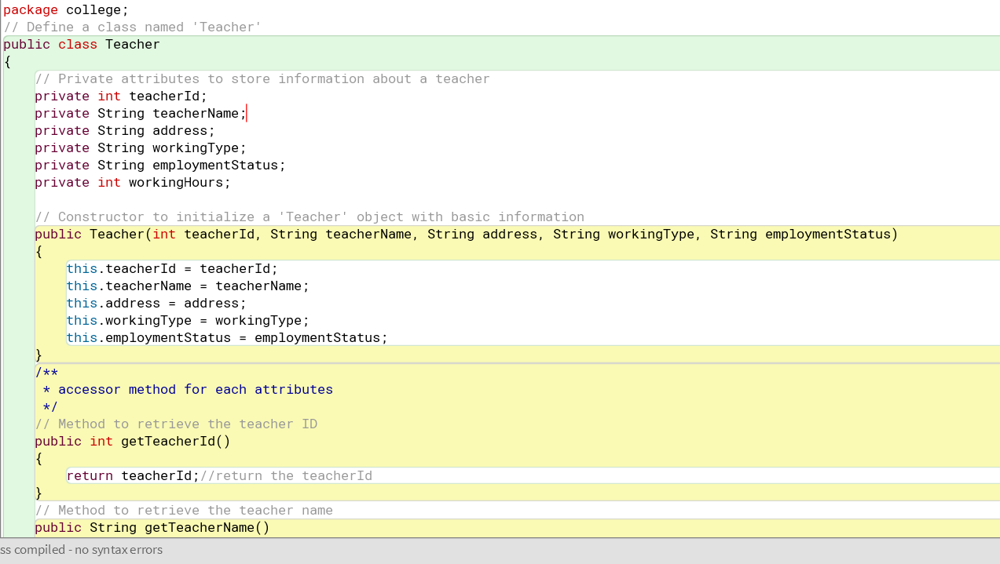 package college;
// Define a class named 'Teacher'
public class Teacher
{
    // Private attributes to store information about a teacher
    private int teacherId;
    private String teacherName;
    private String address;
    private String workingType;
    private String employmentStatus;
    private int workingHours;

    // Constructor to initialize a 'Teacher' object with basic information
    public Teacher(int teacherId, String teacherName, String address, String workingType, String employmentStatus)
    {
        this.teacherId = teacherId;
        this.teacherName = teacherName;
        this.address = address;
        this.workingType = workingType;
        this.employmentStatus = employmentStatus;
    }
    /**
     * accessor method for each attributes
     */
    // Method to retrieve the teacher ID
    public int getTeacherId()
    {
        return teacherId;//return the teacherId
    }
    // Method to retrieve the teacher name
    public String getTeacherName()
ss compiled - no syntax errors